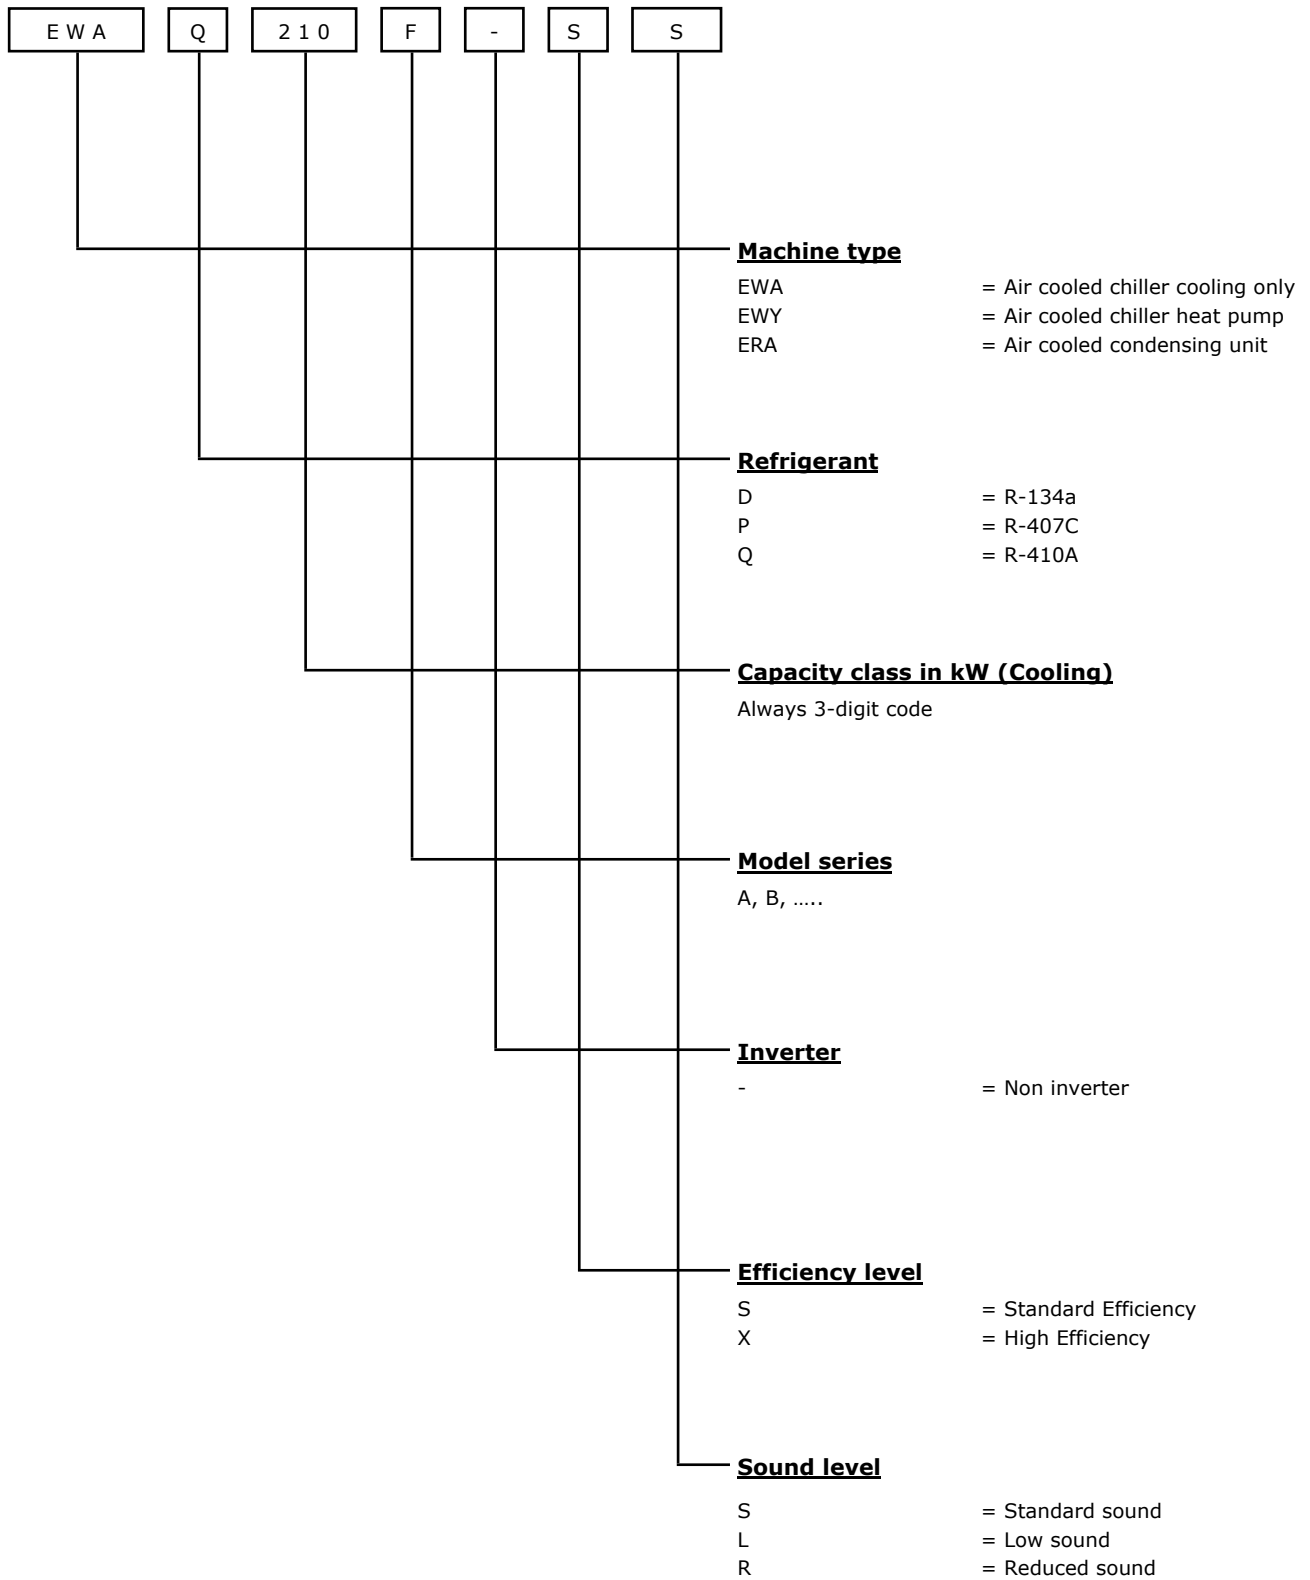 E W A Q 2 1 0 F - S S
Machine type
EWA = Air cooled chiller cooling only
EWY = Air cooled chiller heat pump
ERA = Air cooled condensing unit
Refrigerant
D = R-134a
P = R-407C
Q = R-410A
Capacity class in kW (Cooling)
Always 3-digit code
Model series
A, B, …..
Inverter
- = Non inverter
Efficiency level
S = Standard Efficiency
X = High Efficiency
Sound level
S = Standard sound
L = Low sound
R = Reduced sound